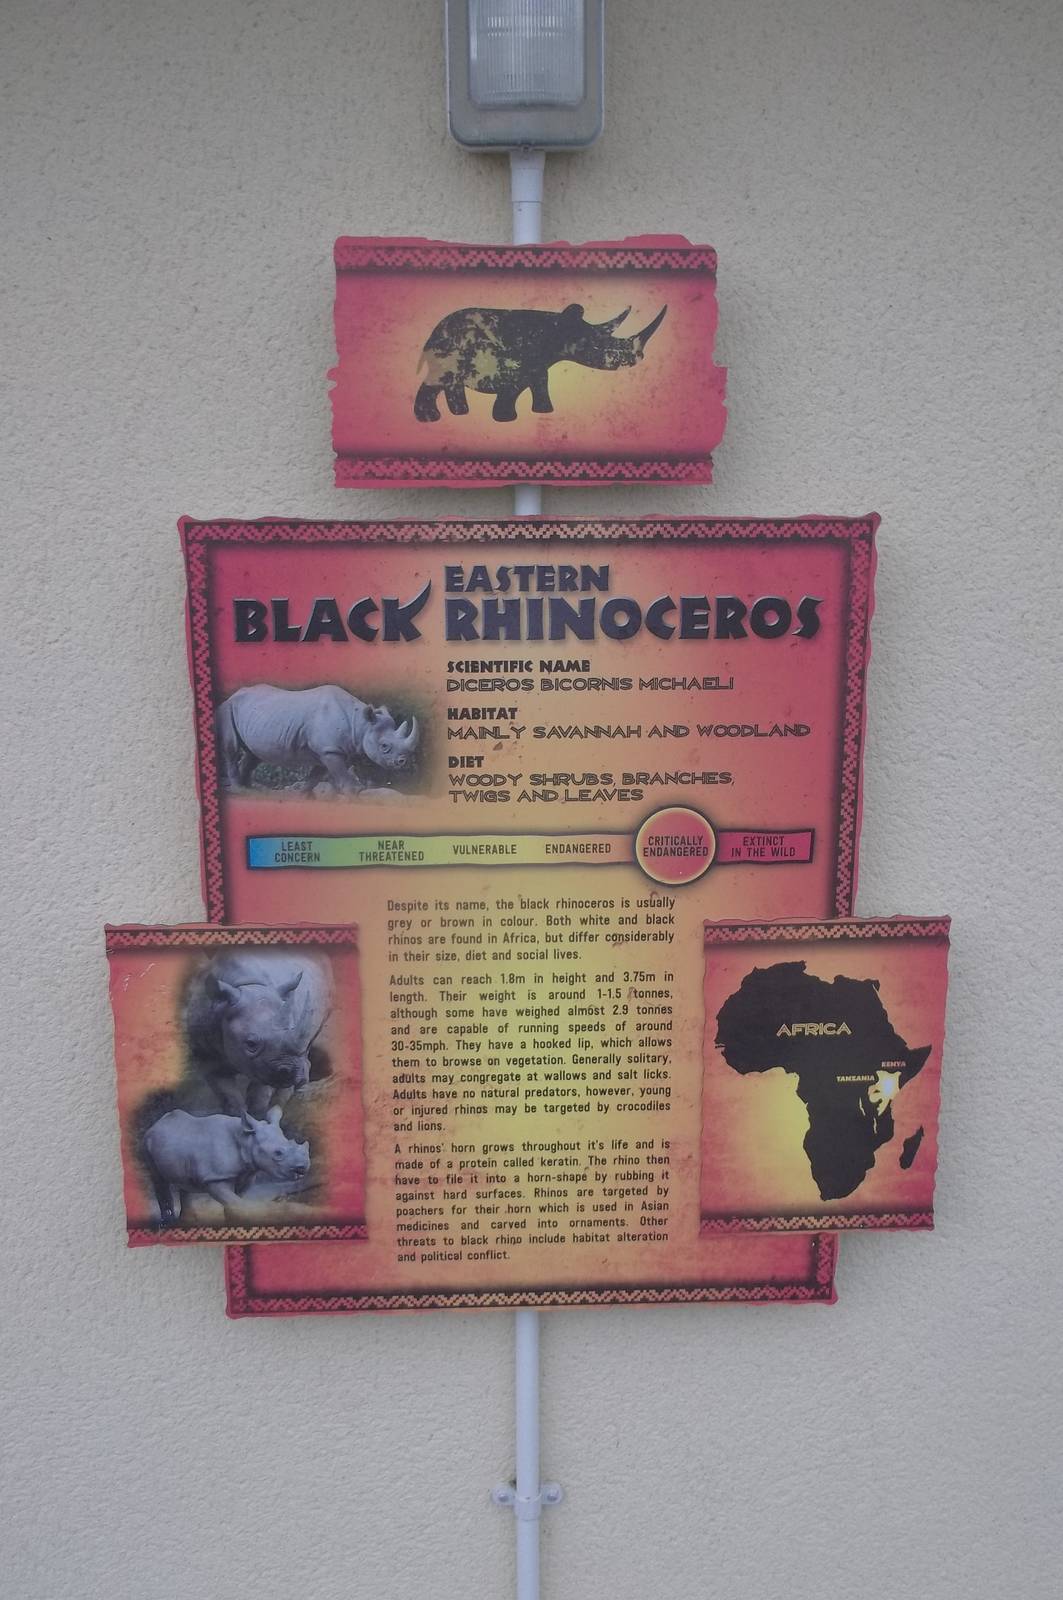 EASTERN
BLACK RHINOCEROS
SCIENTIFIC NAME
DICEROS BICORNIS MICHAELI
HABITAT
MAINLY SAVANNAH AND WOODLAND
DIET
WOODY SHRUBS, BRANCHES,
TWIGS AND LEAVES
LEAST
CONCERN
NEAR
THREATENED
VULNERABLE
ENDANGERED
CRITICALLY
ENDANGERED
EXTINCT
IN THE WILD
Despite its name, the black rhinoceros is usually
grey or brown in colour. Both white and black
rhinos are found in Africa, but differ considerably
in their size, diet and social lives.
Adults can reach 1.8m in height and 3.75m in
length. Their weight is around 1-1.5 tonnes,
although some have weighed almost 2.9 tonnes
and are capable of running speeds of around
30-35mph. They have a hooked lip, which allows
them to browse on vegetation. Generally solitary,
adults may congregate at wallows and salt licks.
Adults have no natural predators, however, young
or injured rhinos may be targeted by crocodiles
and lions.
A rhinos' horn grows throughout it's life and is
made of a protein called keratin. The rhino then
have to file it into a horn-shape by rubbing it
against hard surfaces. Rhinos are targeted by
poachers for their horn which is used in Asian
medicines and carved into ornaments. Other
threats to black rhino include habitat alteration
and political conflict.
AFRICA
KENYA
TANZANIA